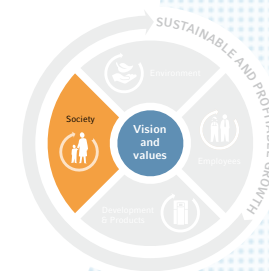 SUSTAINABLE AND PROFITABLE GROWTH
Environment
Society
Vision
and
values
Employees
Development
& Products